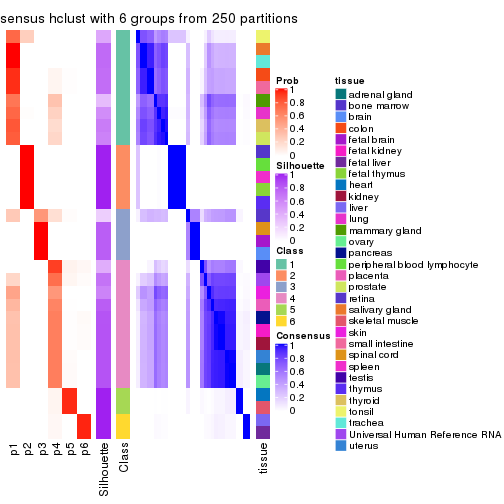 sensus hclust with 6 groups from 250 partitions
Prob
1
0.8
0.6
0.4
0.2
0
Silhouette
1
0.8
0.6
0.4
0.2
0
Class
1
2
3
4
5
6
Consensus
1
0.8
0.6
0.4
0.2
0
tissue
adrenal gland
bone marrow
brain
colon
fetal brain
fetal kidney
fetal liver
fetal thymus
heart
kidney
liver
lung
mammary gland
ovary
pancreas
peripheral blood lymphocyte
placenta
prostate
retina
salivary gland
skeletal muscle
skin
small intestine
spinal cord
spleen
testis
thymus
thyroid
tonsil
trachea
Universal Human Reference RNA
uterus
p1
p2
p3
p4
p5
p6
Silhouette
Class
tissue